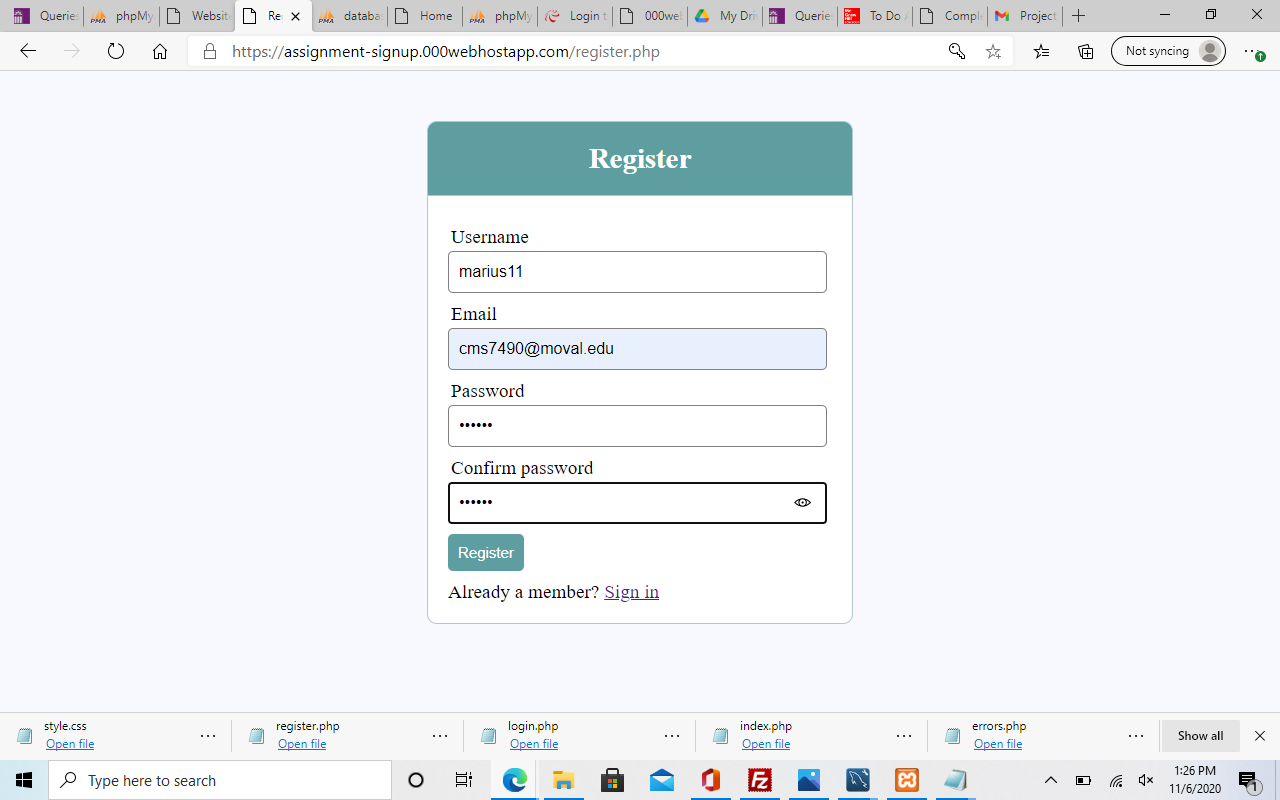 Queries
phpMy
Website
Re
databa
Home
phpMy
Login t
000web
My Dri
Querie
To Do
Compl
Project
https://assignment-signup.000webhostapp.com/register.php
Not syncing
Register
Username
marius11
Email
cms7490@moval.edu
Password
••••••
Confirm password
••••••
Register
Already a member? Sign in
style.css
Open file
register.php
Open file
login.php
Open file
index.php
Open file
errors.php
Open file
Show all
Type here to search
1:26 PM
11/6/2020